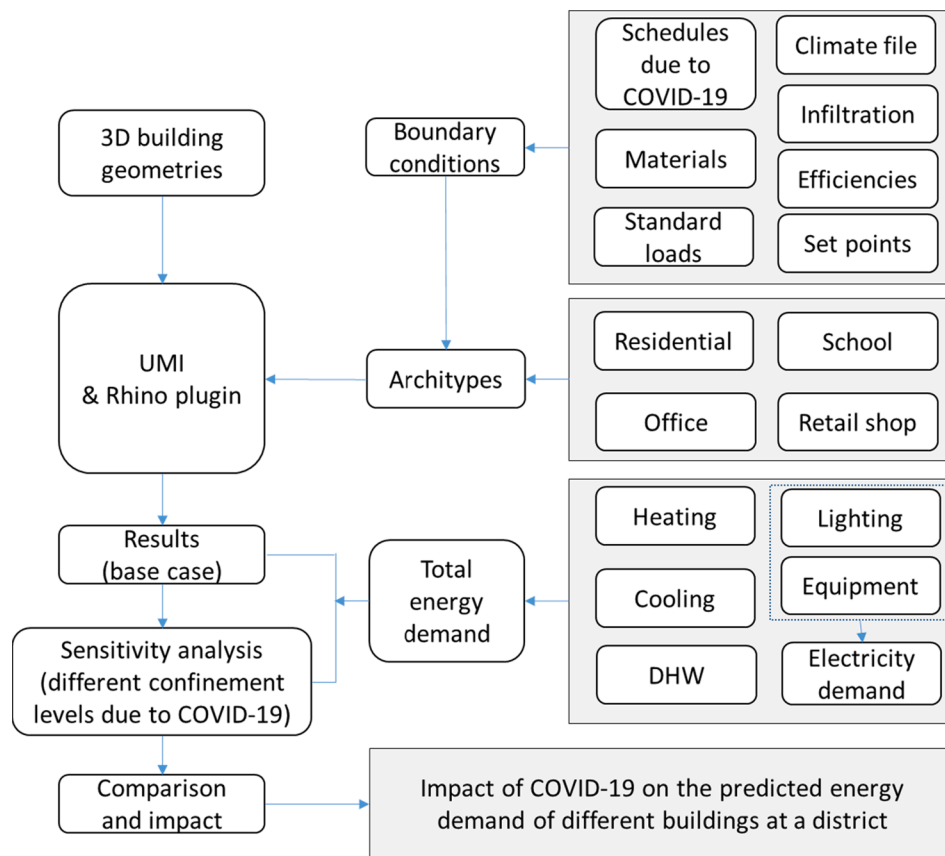 3D building
geometries
UMI
& Rhino plugin
Results
(base case)
Sensitivity analysis
(different confinement
levels due to COVID-19)
Comparison
and impact
Boundary
conditions
Architypes
Total
energy
demand
Schedules
due to
COVID-19
Materials
Standard
loads
Climate file
Infiltration
Efficiencies
Set points
Residential
School
Office
Retail shop
Heating
Cooling
DHW
Lighting
Equipment
Electricity
demand
Impact of COVID-19 on the predicted energy
demand of different buildings at a district